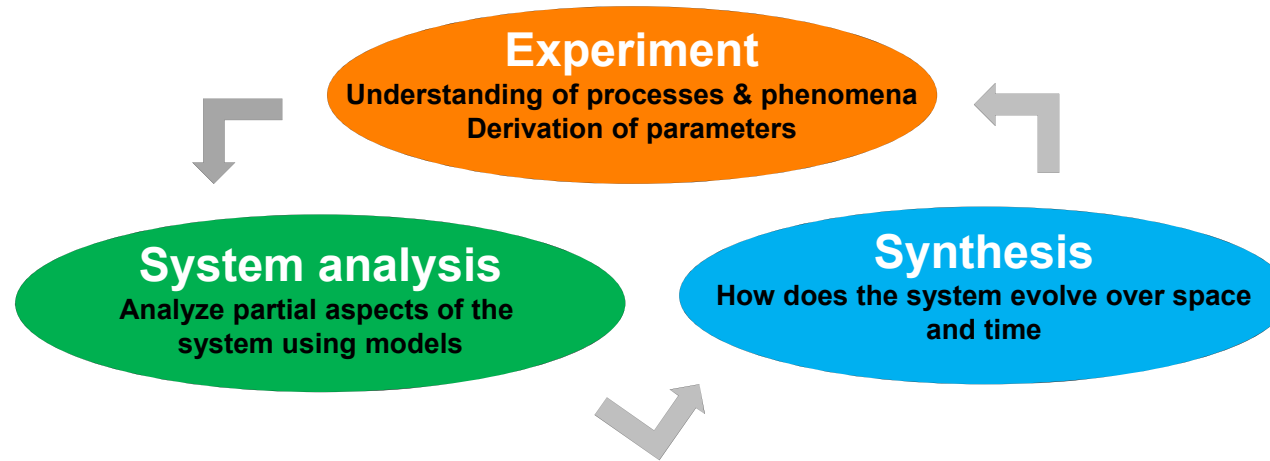 Experiment
Understanding of processes & phenomena
Derivation of parameters
System analysis
Analyze partial aspects of the
system using models
Synthesis
How does the system evolve over space
and time